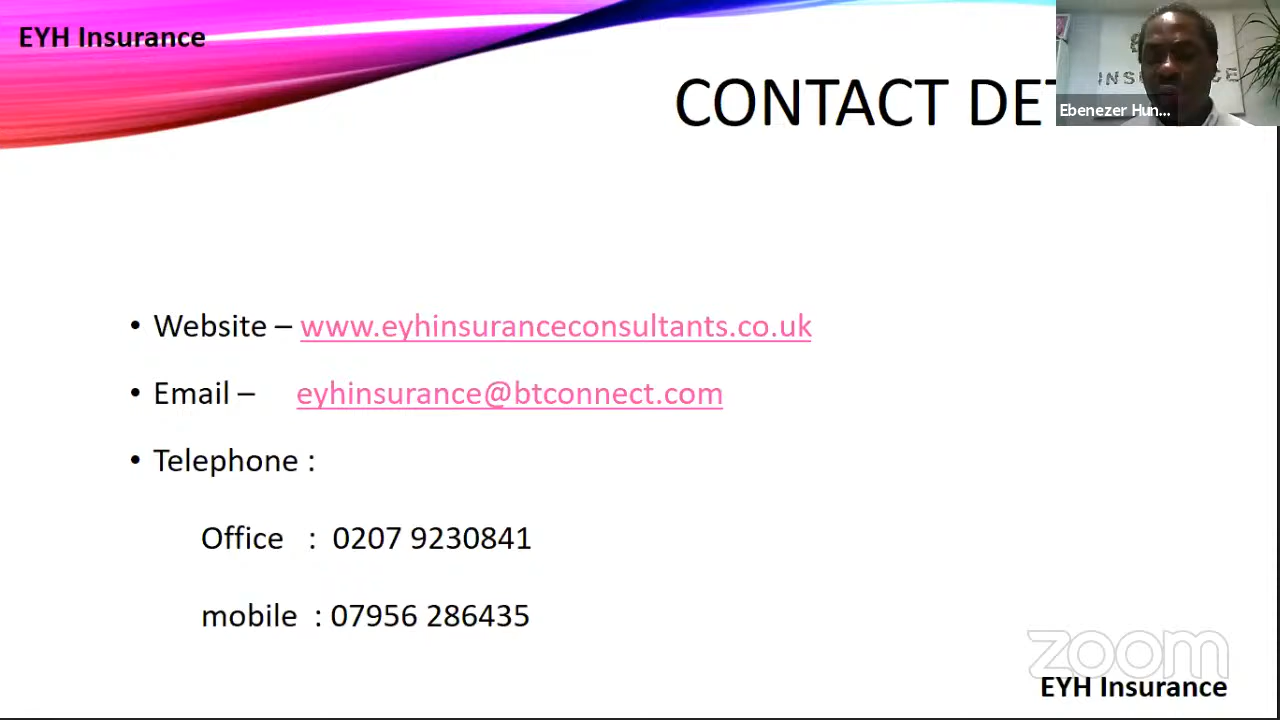 EYH Insurance
CONTACT DET
INSURANCE
Ebenezer Hun...
• Website – www.eyhinsuranceconsultants.co.uk
• Email – eyhinsurance@btconnect.com
• Telephone :
Office : 0207 9230841
mobile : 07956 286435
zoom
EYH Insurance